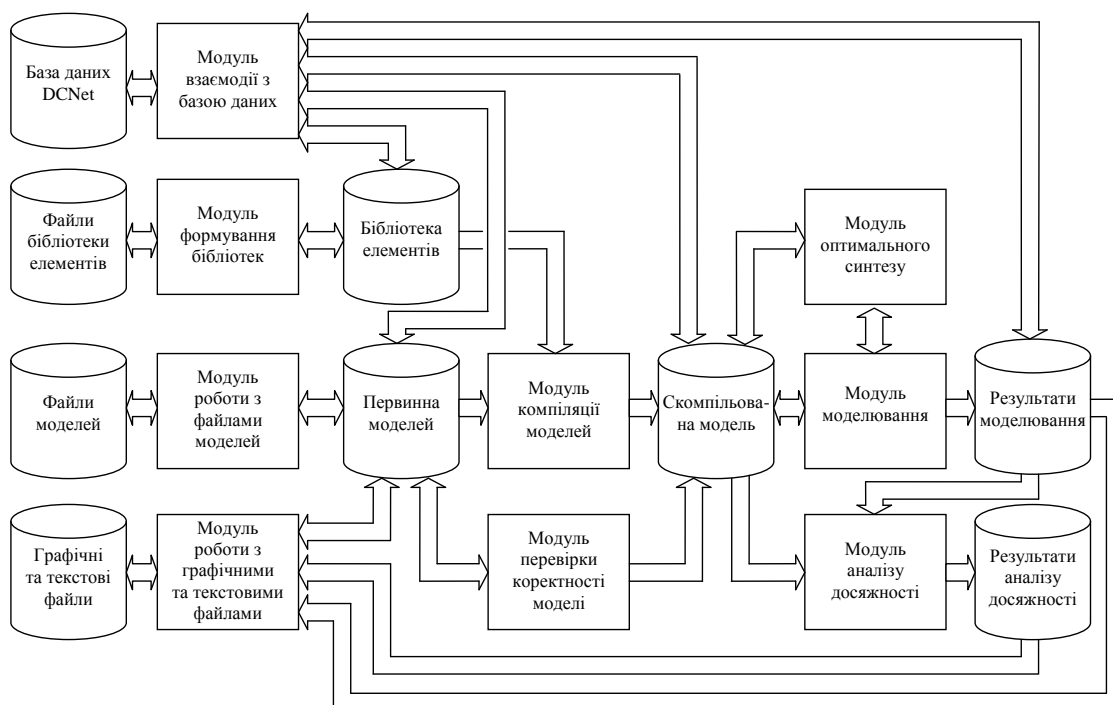 База даних
DCNet
Модуль
взаємодії з
базою даних
Файли
бібліотеки
елементів
Модуль
формування
бібліотек
Бібліотека
елементів
Модуль
оптимального
синтезу
Файли
моделей
Модуль
роботи з
файлами
моделей
Первинна
моделей
Модуль
компіляції
моделей
Скомпільова-
на модель
Модуль
моделювання
Результати
моделювання
Графічні
та текстові
файли
Модуль
роботи з
графічними
та текстовими
файлами
Модуль
перевірки
коректності
моделі
Модуль
аналізу
досяжності
Результати
аналізу
досяжності